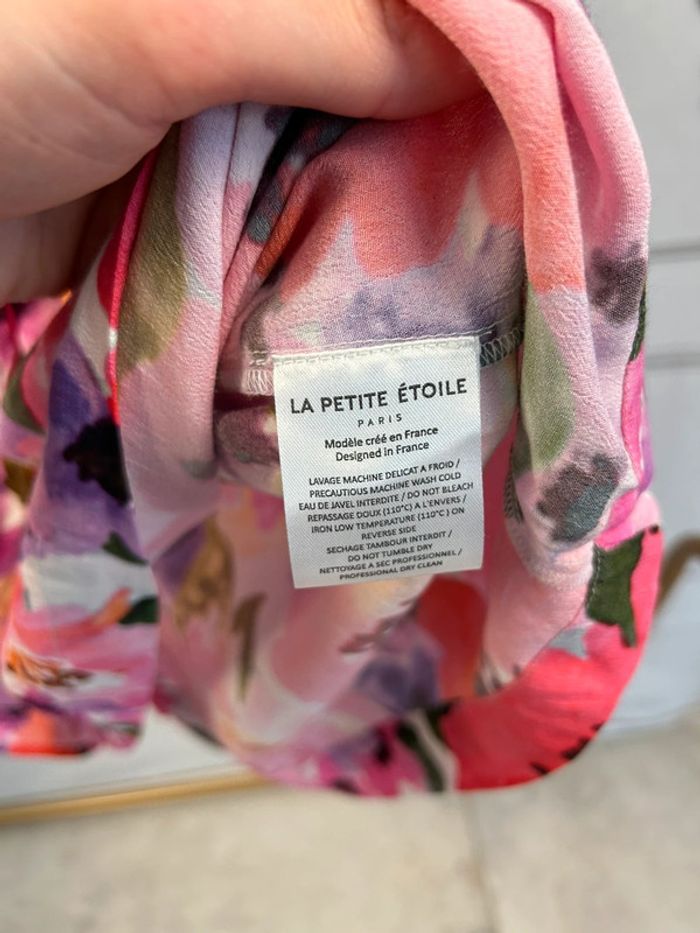 LA PETITE ÉTOILE
PARIS
Modèle créé en France
Designed in France
LAVAGE MACHINE DELICAT A FROID /
PRECAUTIOUS MACHINE WASH COLD
EAU DE JAVEL INTERDITE / DO NOT BLEACH
REPASSAGE DOUX (110°C) A L'ENVERS /
IRON LOW TEMPERATURE (110°C) ON
REVERSE SIDE
SECHAGE TAMBOUR INTERDIT /
DO NOT TUMBLE DRY
NETTOYAGE A SEC PROFESSIONNEL /
PROFESSIONAL DRY CLEAN